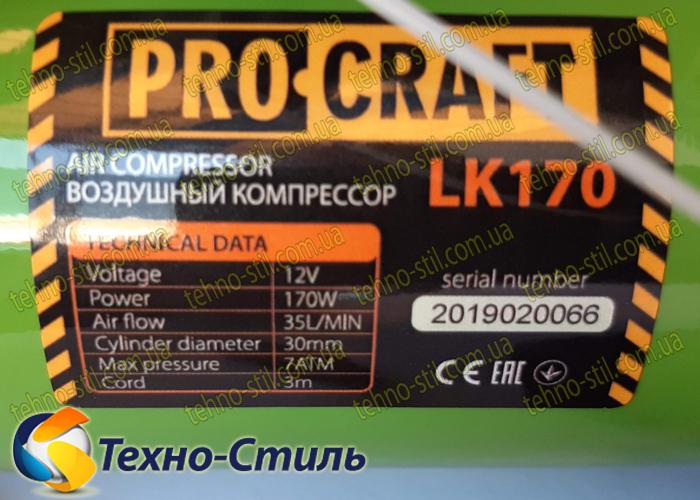 PRO CRAFT
AIR COMPRESSOR
ВОЗДУШНЫЙ КОМПРЕССОР
LK170
TECHNICAL DATA
Voltage 12V
Power 170W
Air flow 35L/MIN
Cylinder diameter 30mm
Max pressure 7ATM
Cord 3m
serial number
2019020066
CE EAC
Техно-Стиль
tehno-stil.com.ua